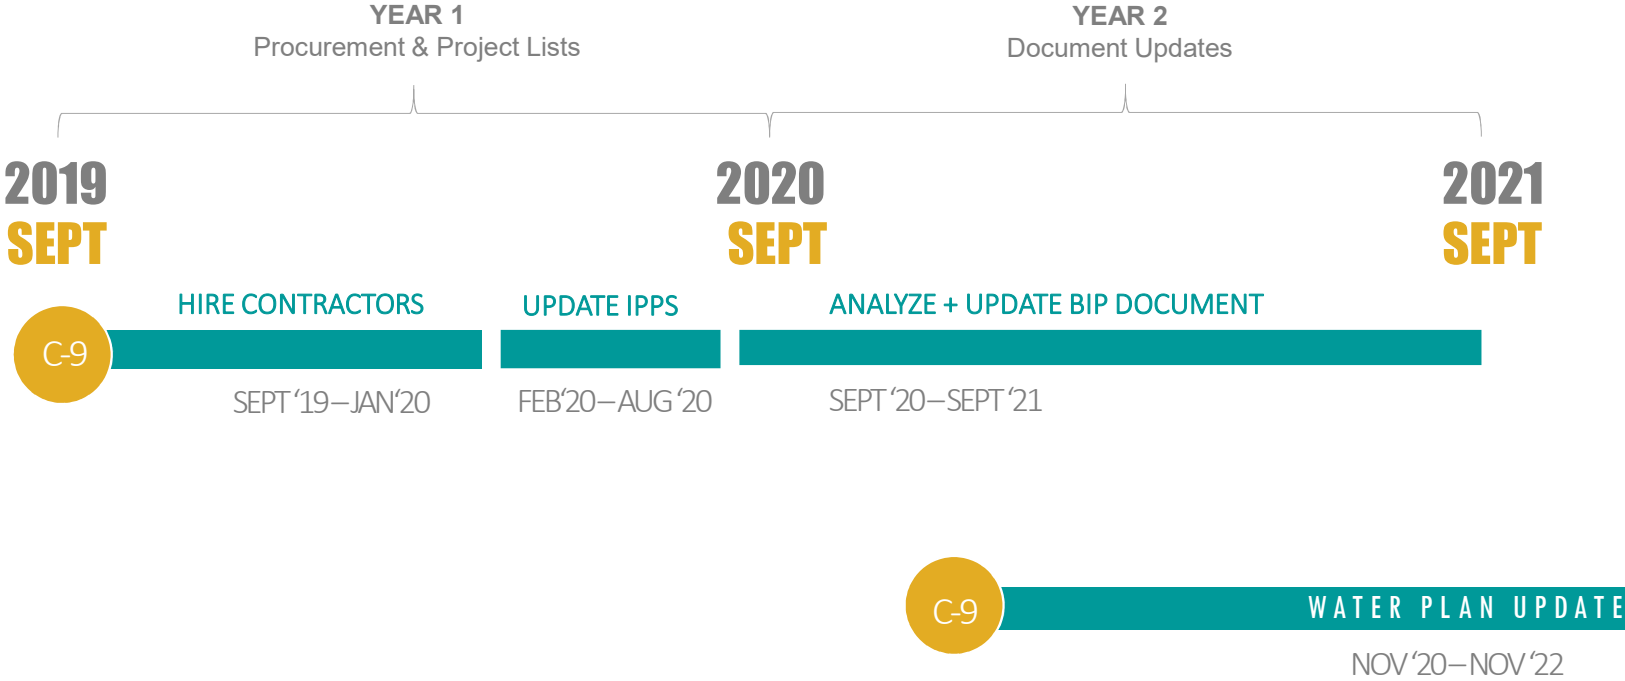 YEAR 1
Procurement & Project Lists
YEAR 2
Document Updates
2019
SEPT
2020
SEPT
2021
SEPT
HIRE CONTRACTORS
UPDATE IPPS
ANALYZE + UPDATE BIP DOCUMENT
C-9
SEPT ‘19 – JAN‘20
FEB‘20 – AUG ‘20
SEPT ‘20 – SEPT ‘21
C-9
WATER PLAN UPDATE
NOV ‘20 – NOV ‘22